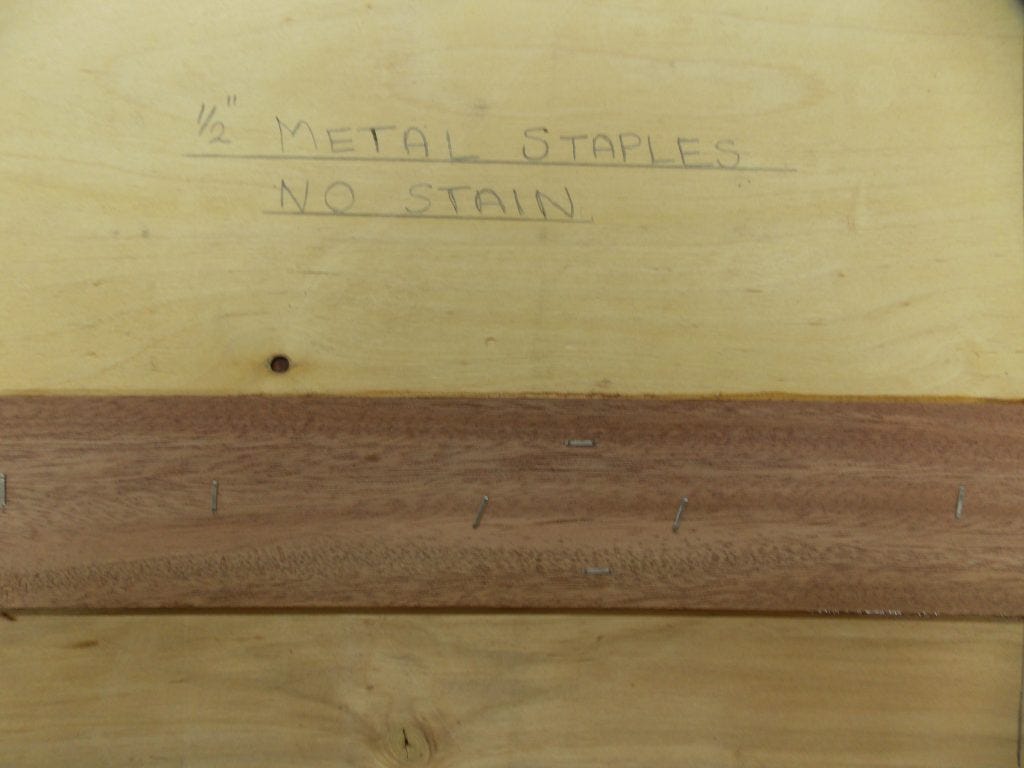 1/2" METAL STAPLES
NO STAIN